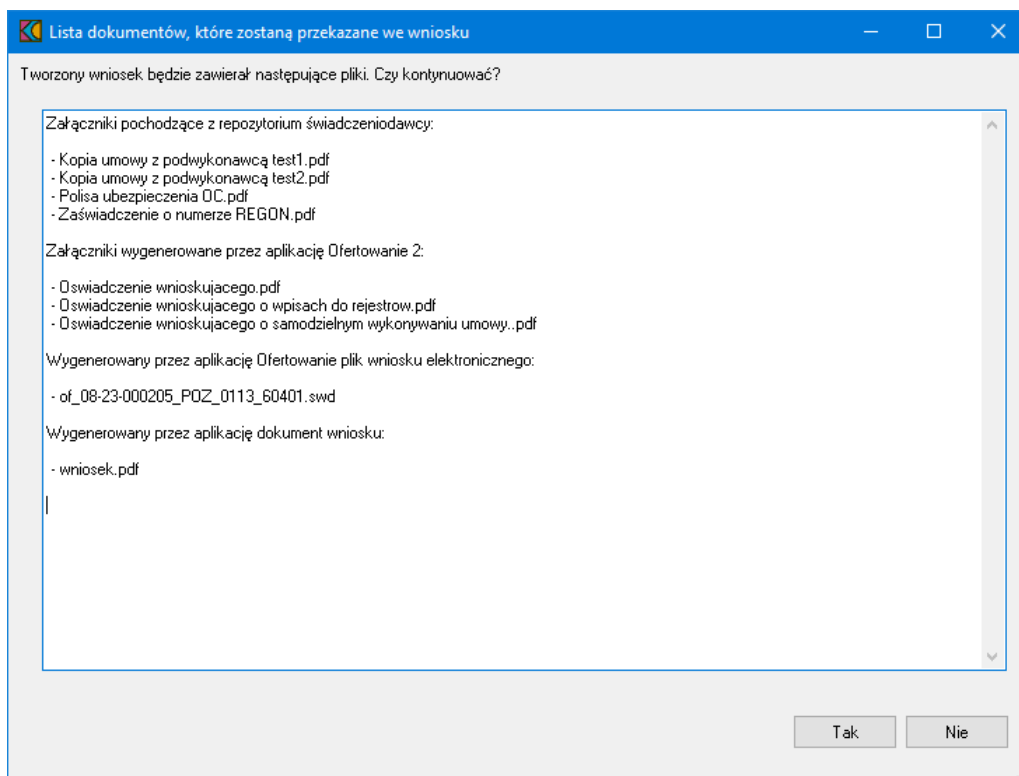 Lista dokumentów, które zostaną przekazane we wniosku
Tworzony wniosek będzie zawierał następujące pliki. Czy kontynuować?
Załączniki pochodzące z repozytorium świadczeniodawcy:
- Kopia umowy z podwykonawcą test1.pdf
- Kopia umowy z podwykonawcą test2.pdf
- Polisa ubezpieczenia OC.pdf
- Zaświadczenie o numerze REGON.pdf
Załączniki wygenerowane przez aplikację Ofertowanie 2:
- Oswiadczenie wnioskujacego.pdf
- Oswiadczenie wnioskujacego o wpisach do rejestrow.pdf
- Oswiadczenie wnioskujacego o samodzielnym wykonywaniu umowy..pdf
Wygenerowany przez aplikację Ofertowanie plik wniosku elektronicznego:
- of_08-23-000205_POZ_0113_60401.swd
Wygenerowany przez aplikację dokument wniosku:
- wniosek.pdf
Tak
Nie